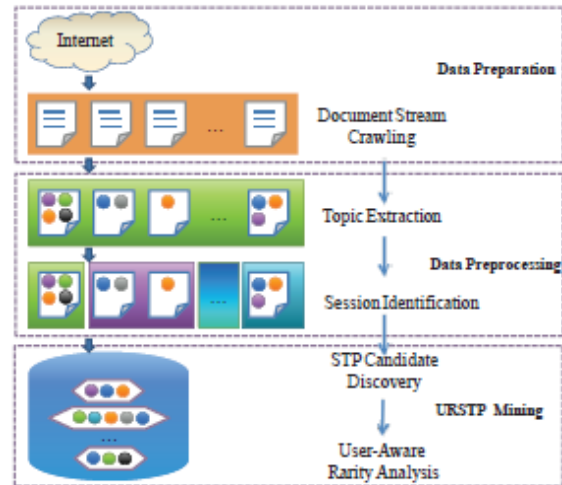 Internet
Data Preparation
Document Stream
Crawling
...
Topic Extraction
...
Data Preprocessing
...
Session Identification
STP Candidate
Discovery
URSTP Mining
...
User-Aware
Rarity Analysis